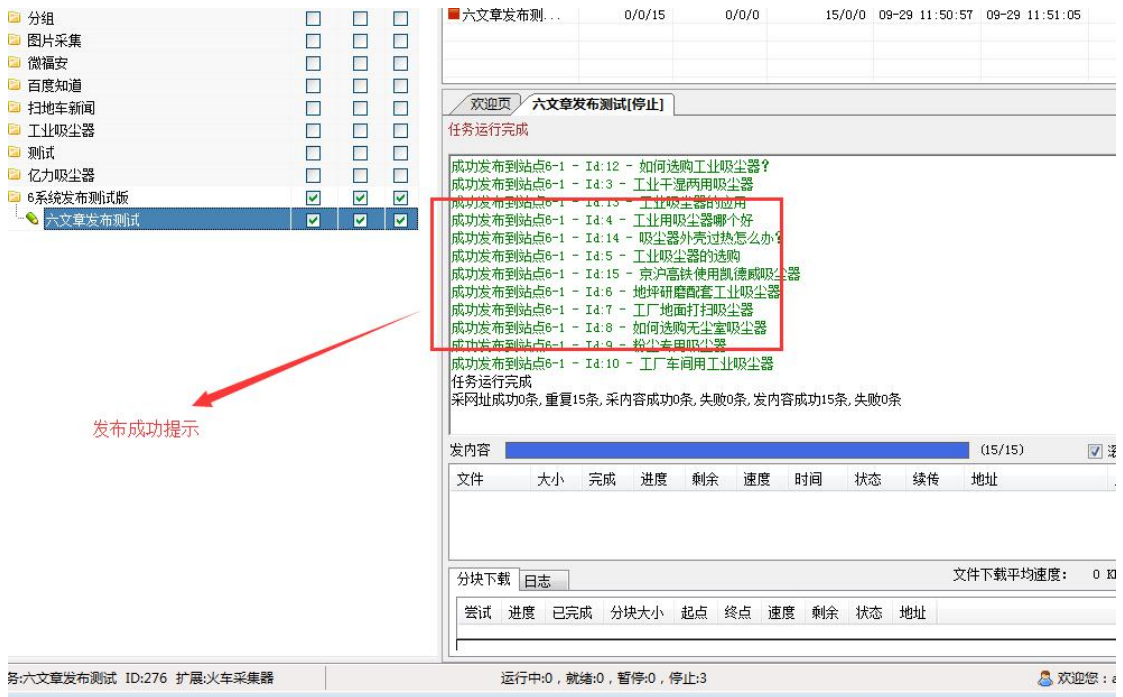 分组
图片采集
微福安
百度知道
扫地车新闻
工业吸尘器
测试
亿力吸尘器
6系统发布测试版
六文章发布测试
发布成功提示
六文章发布测... 0/0/15 0/0/0 15/0/0 09-29 11:50:57 09-29 11:51:05
欢迎页 六文章发布测试[停止]
任务运行完成
成功发布到站点6-1 - Id:12 - 如何选购工业吸尘器?
成功发布到站点6-1 - Id:3 - 工业干湿两用吸尘器
成功发布到站点6-1 - Id:13 - 工业吸尘器的应用
成功发布到站点6-1 - Id:4 - 工业用吸尘器哪个好
成功发布到站点6-1 - Id:14 - 吸尘器外壳过热怎么办?
成功发布到站点6-1 - Id:5 - 工业吸尘器的选购
成功发布到站点6-1 - Id:15 - 京沪高铁使用凯德威吸尘器
成功发布到站点6-1 - Id:6 - 地坪研磨配套工业吸尘器
成功发布到站点6-1 - Id:7 - 工厂地面打扫吸尘器
成功发布到站点6-1 - Id:8 - 如何选购无尘室吸尘器
成功发布到站点6-1 - Id:9 - 粉尘专用吸尘器
成功发布到站点6-1 - Id:10 - 工厂车间用工业吸尘器
任务运行完成
采网址成功0条,重复15条,采内容成功0条,失败0条,发内容成功15条,失败0条
发内容 (15/15)
文件 大小 完成 进度 剩余 速度 时间 状态 续传 地址
分块下载 日志 文件下载平均速度: 0
尝试 进度 已完成 分块大小 起点 终点 速度 剩余 状态 地址
务:六文章发布测试 ID:276 扩展:火车采集器 运行中:0,就绪:0,暂停:0,停止:3 欢迎您:a